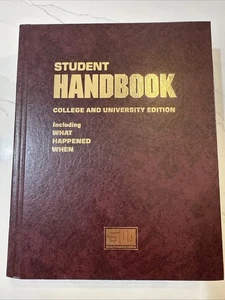 STUDENT
HANDBOOK
COLLEGE AND UNIVERSITY EDITION
Including
WHAT
HAPPENED
WHEN